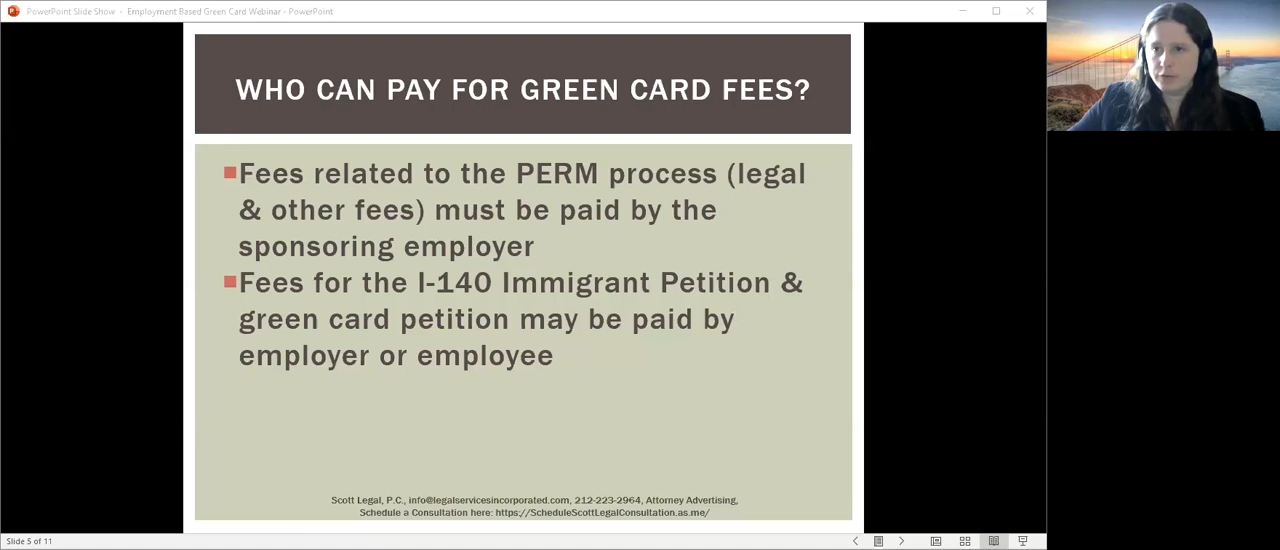 PowerPoint Slide Show - Employment Based Green Card Webinar - PowerPoint
WHO CAN PAY FOR GREEN CARD FEES?
Fees related to the PERM process (legal
& other fees) must be paid by the
sponsoring employer
Fees for the I-140 Immigrant Petition &
green card petition may be paid by
employer or employee
Scott Legal, P.C., info@legalservicesincorporated.com, 212-223-2964, Attorney Advertising,
Schedule a Consultation here: https://ScheduleScottLegalConsultation.as.me/
Slide 5 of 11